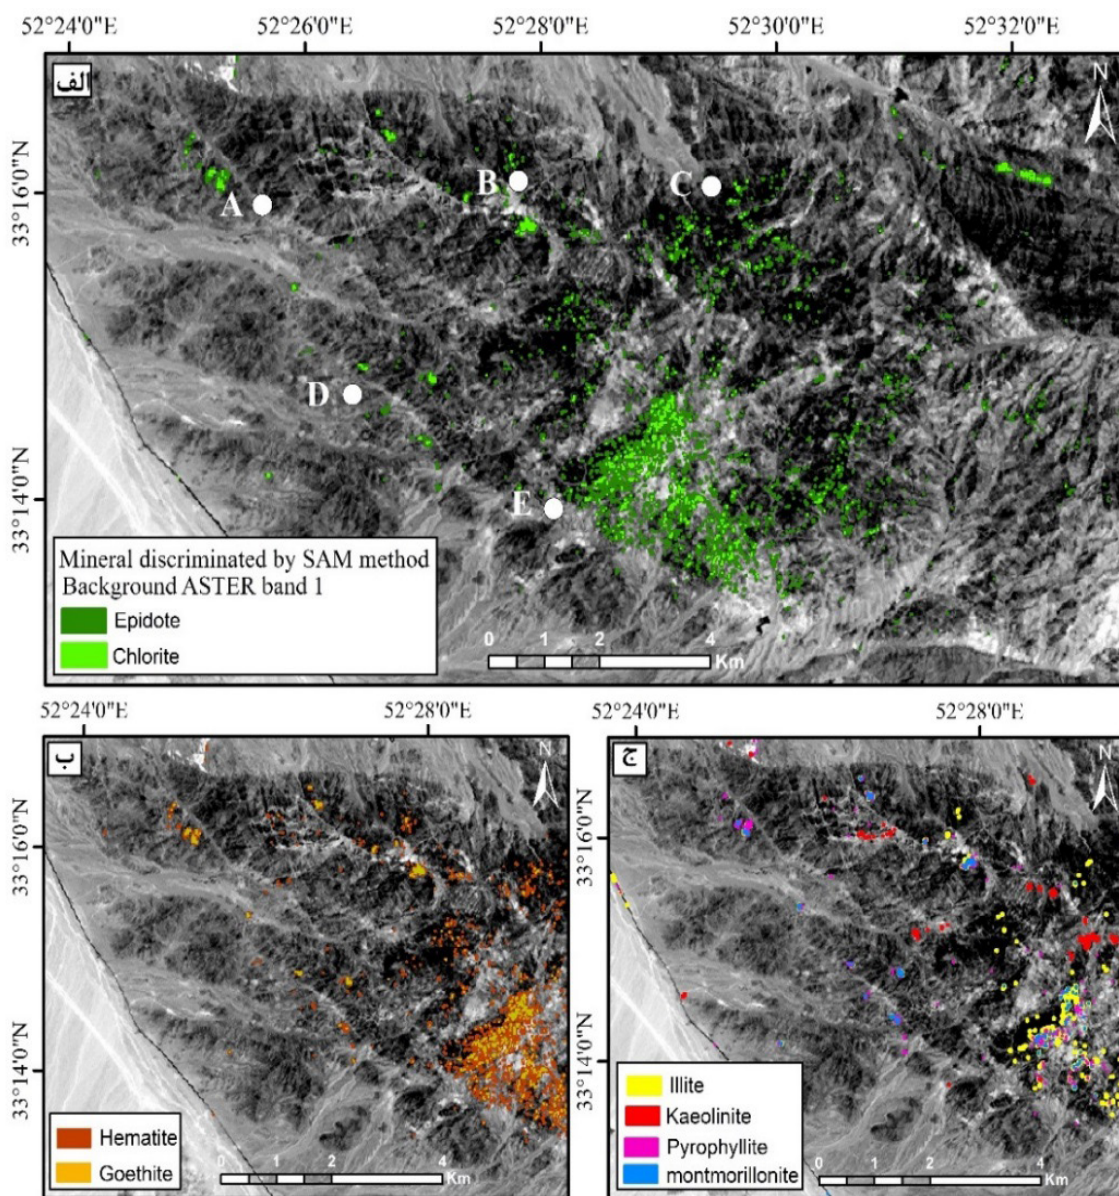 52°24'0"E 52°26'0"E 52°28'0"E 52°30'0"E 52°32'0"E
الف
N
33°16'0"N
A
B
C
D
33°14'0"N
E
Mineral discriminated by SAM method
Background ASTER band 1
Epidote
Chlorite
0 1 2 4
Km
52°24'0"E 52°28'0"E
ب
N
33°16'0"N
33°14'0"N
Hematite
Goethite
0 1 2 4
Km
52°24'0"E 52°28'0"E
ج
N
33°16'0"N
33°14'0"N
Illite
Kaeolinite
Pyrophyllite
montmorillonite
0 1 2 4
Km